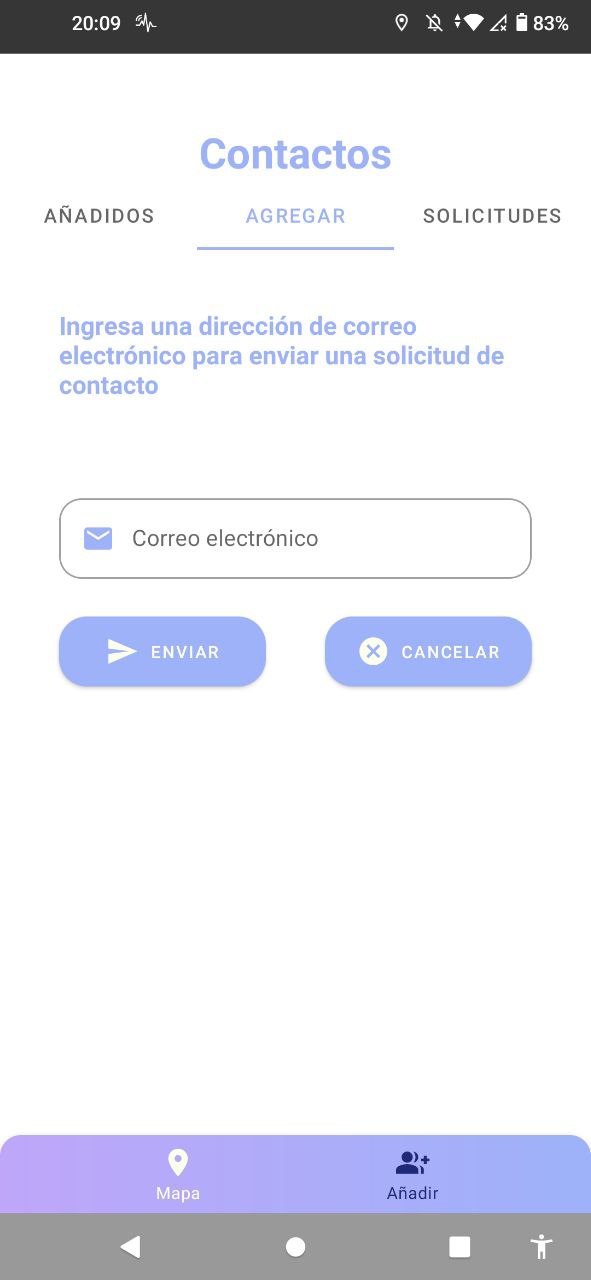 20:09
83%
Contactos
AÑADIDOS
AGREGAR
SOLICITUDES
Ingresa una dirección de correo
electrónico para enviar una solicitud de
contacto
Correo electrónico
ENVIAR
CANCELAR
Mapa
Añadir